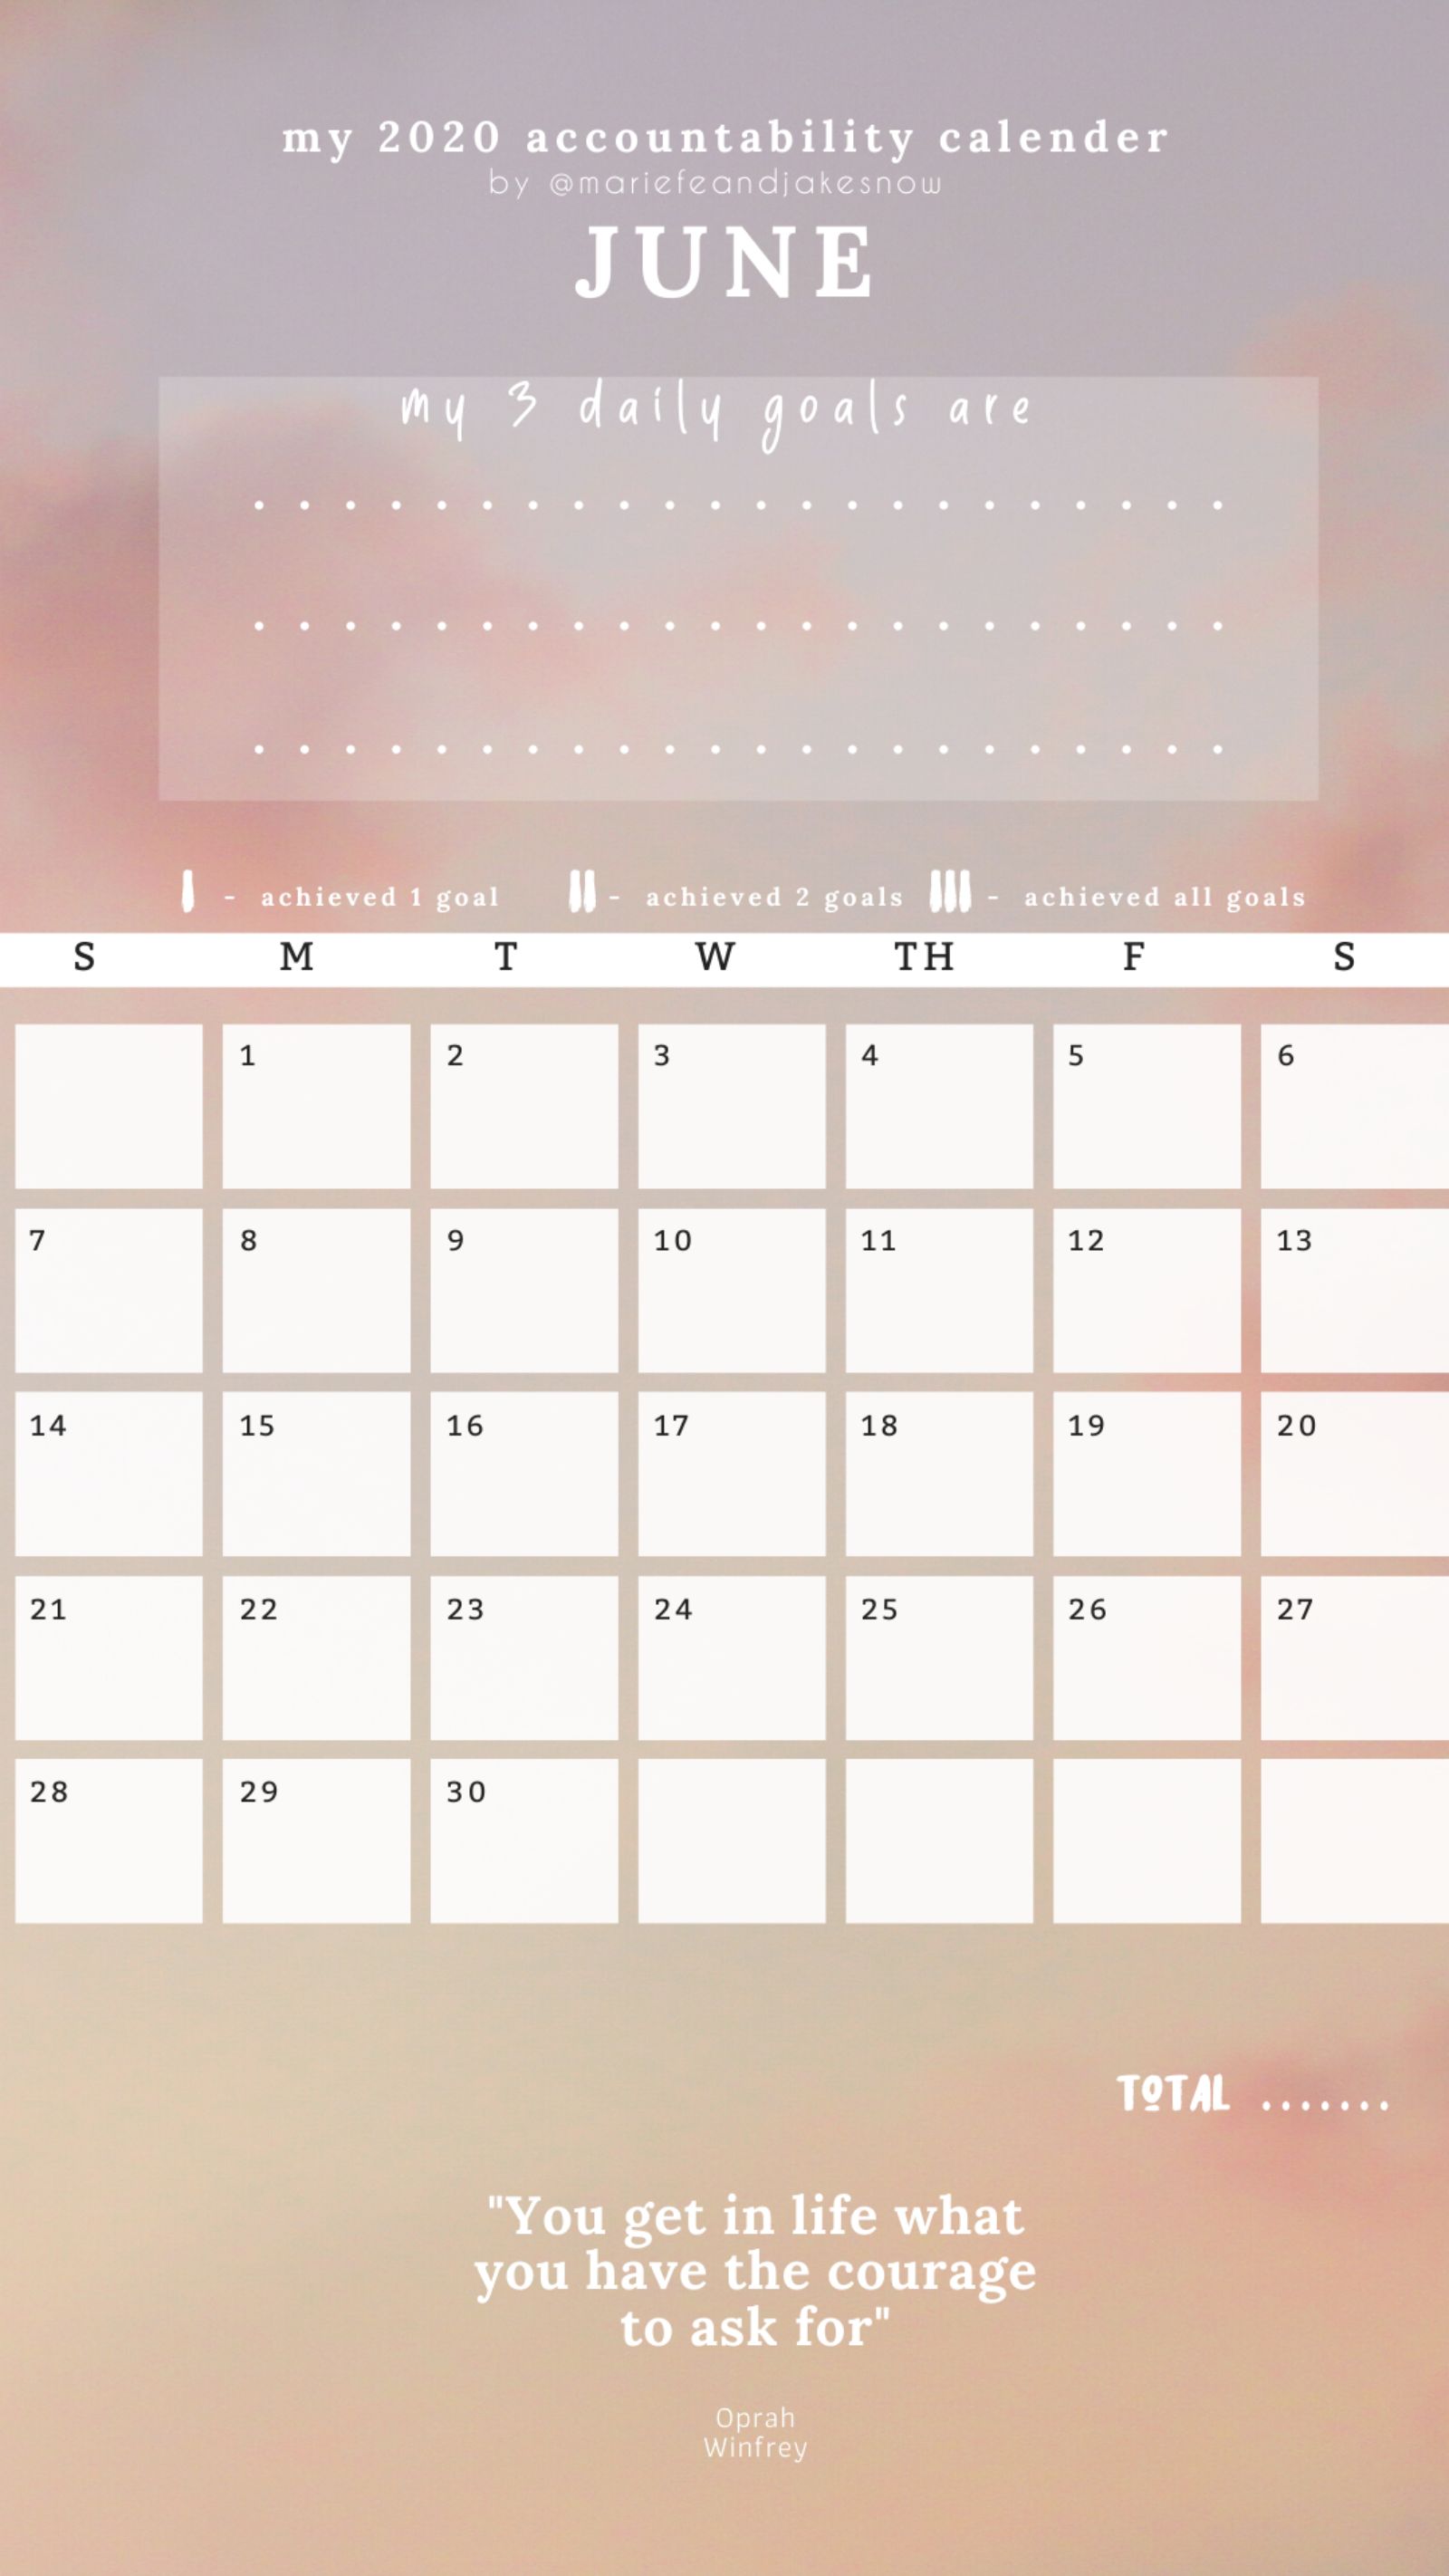 my 2020 accountability calender
by @mariefeandjakesnow
JUNE
my 3 daily goals are
. . . . . . . . . . . . . . . . . . . . . .
. . . . . . . . . . . . . . . . . . . . . .
. . . . . . . . . . . . . . . . . . . . . .
I - achieved 1 goal II - achieved 2 goals III - achieved all goals
S M T W TH F S
1 2 3 4 5 6
7 8 9 10 11 12 13
14 15 16 17 18 19 20
21 22 23 24 25 26 27
28 29 30
TOTAL .......
"You get in life what
you have the courage
to ask for"
Oprah
Winfrey